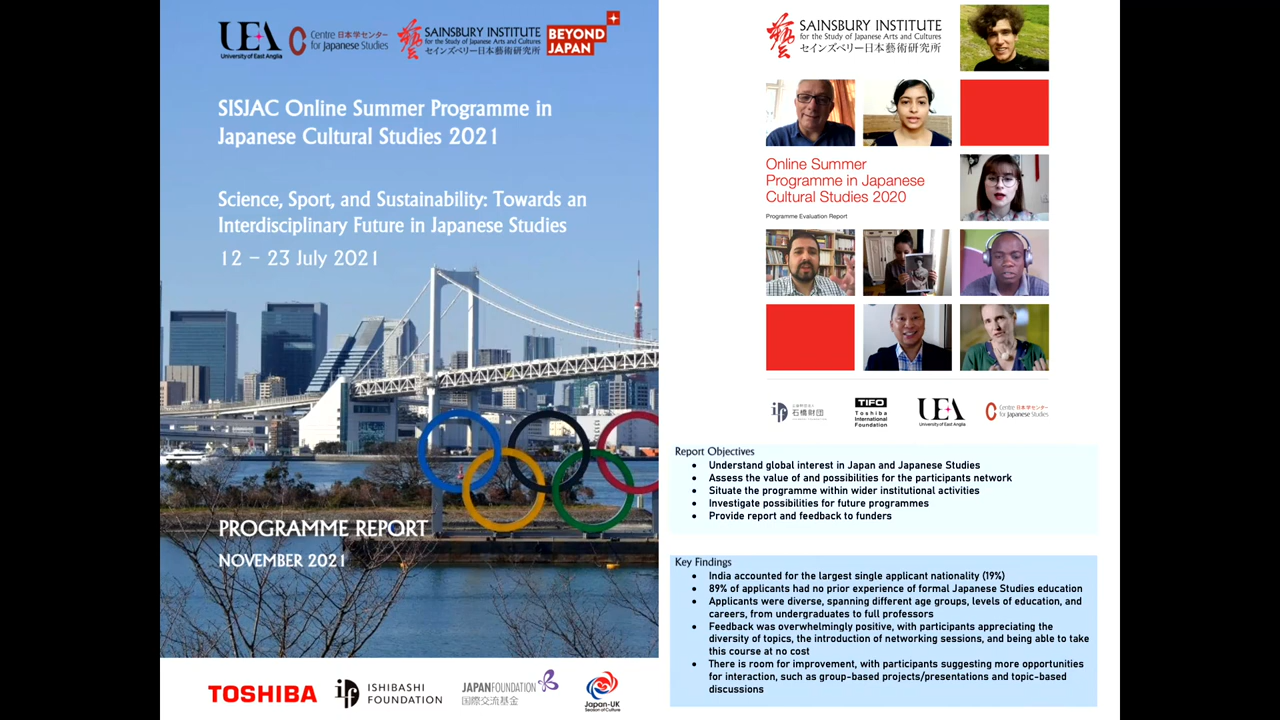 UEA
University of East Anglia
Centre 日本学センター
for Japanese Studies
SAINSBURY INSTITUTE
for the Study of Japanese Arts and Cultures
セインズベリー日本藝術研究所
BEYOND
JAPAN
SISJAC Online Summer Programme in
Japanese Cultural Studies 2021
Science, Sport, and Sustainability: Towards an
Interdisciplinary Future in Japanese Studies
12 – 23 July 2021
PROGRAMME REPORT
NOVEMBER 2021
TOSHIBA
if
ISHIBASHI
FOUNDATION
JAPANFOUNDATION
国際交流基金
Japan-UK
Season of Culture
藝
SAINSBURY INSTITUTE
for the Study of Japanese Arts and Cultures
セインズベリー日本藝術研究所
Online Summer
Programme in Japanese
Cultural Studies 2020
Programme Evaluation Report
if
石橋財団
TIFO
Toshiba
International
Foundation
UEA
University of East Anglia
Centre 日本学センター
for Japanese Studies
Report Objectives
• Understand global interest in Japan and Japanese Studies
• Assess the value of and possibilities for the participants network
• Situate the programme within wider institutional activities
• Investigate possibilities for future programmes
• Provide report and feedback to funders
Key Findings
• India accounted for the largest single applicant nationality (19%)
• 89% of applicants had no prior experience of formal Japanese Studies education
• Applicants were diverse, spanning different age groups, levels of education, and
careers, from undergraduates to full professors
• Feedback was overwhelmingly positive, with participants appreciating the
diversity of topics, the introduction of networking sessions, and being able to take
this course at no cost
• There is room for improvement, with participants suggesting more opportunities
for interaction, such as group-based projects/presentations and topic-based
discussions